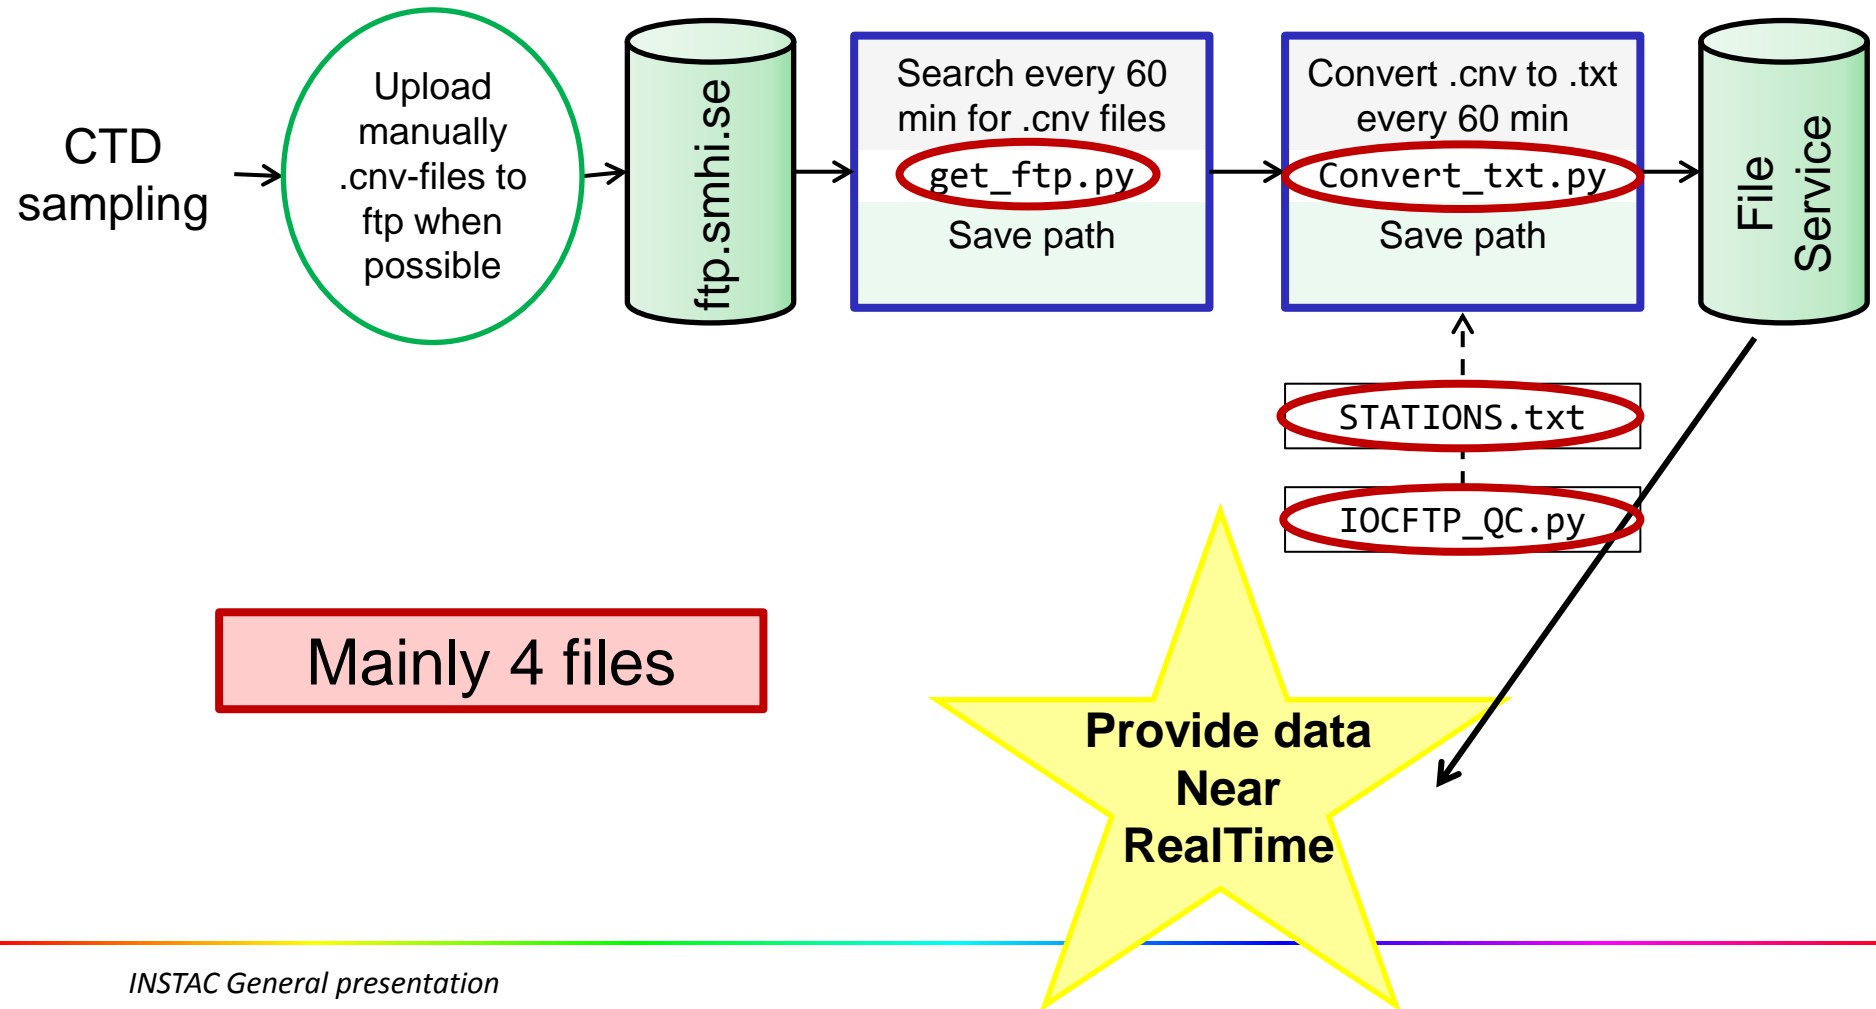 CTD
sampling
Upload
manually
.cnv-files to
ftp when
possible
ftp.smhi.se
Search every 60
min for .cnv files
get_ftp.py
Save path
Convert .cnv to .txt
every 60 min
Convert_txt.py
Save path
File
Service
STATIONS.txt
IOCFTP_QC.py
Mainly 4 files
Provide data
Near
RealTime
INSTAC General presentation